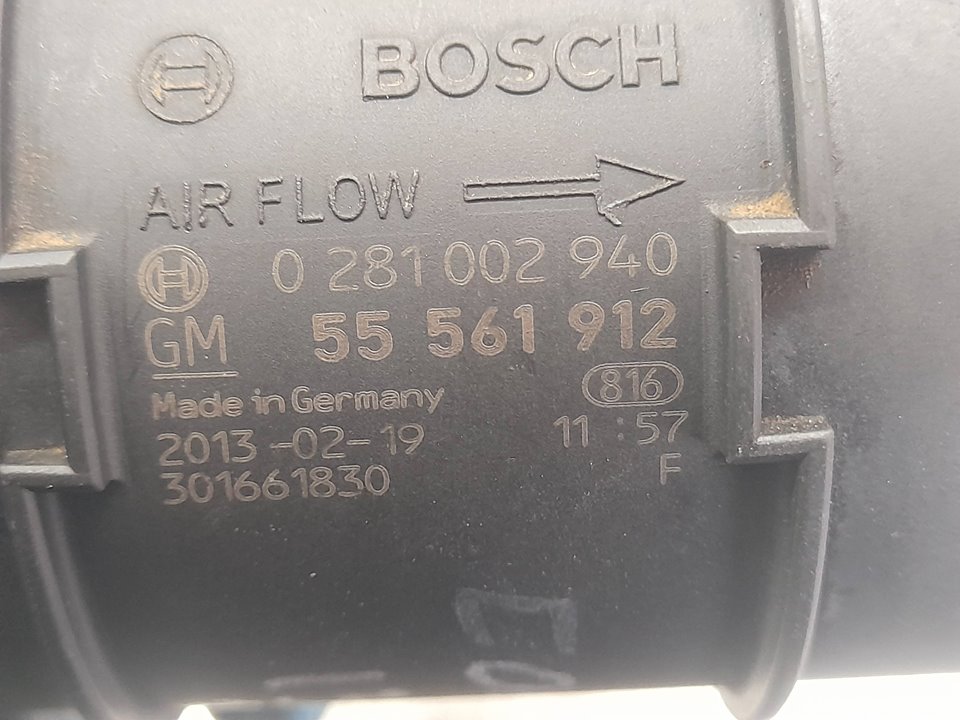 BOSCH
AIR FLOW
0 281 002 940
GM 55 561 912
Made in Germany 816
2013-02-19 11:57
301661830 F